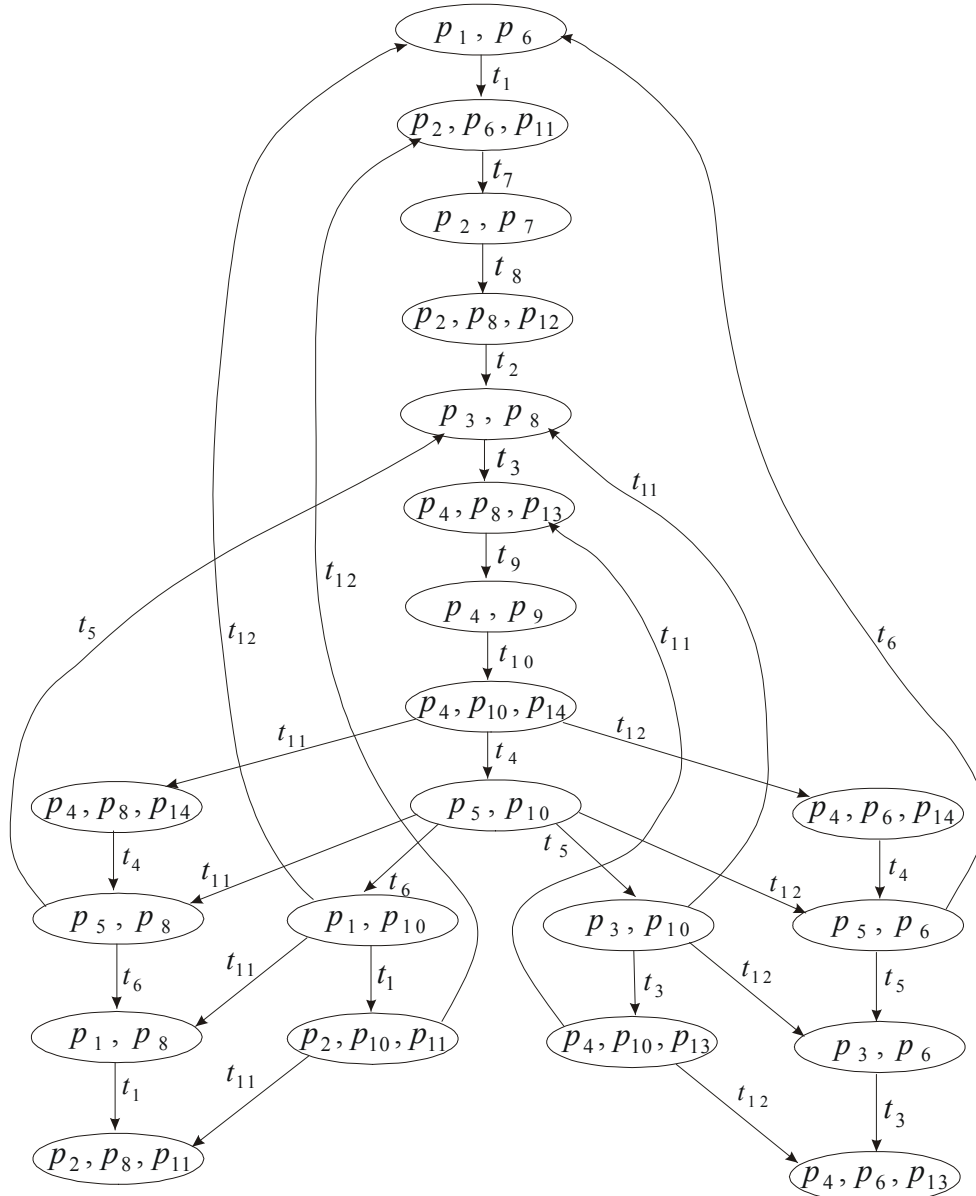 p₁, p₆
t₁
p₂, p₆, p₁₁
t₇
p₂, p₇
t₈
p₂, p₈, p₁₂
t₂
p₃, p₈
t₃
t₁₁
p₄, p₈, p₁₃
t₉
t₁₂
p₄, p₉
t₅
t₁₂
t₁₁
t₆
t₁₀
p₄, p₁₀, p₁₄
t₁₁
t₄
t₁₂
p₄, p₈, p₁₄
p₅, p₁₀
p₄, p₆, p₁₄
t₄
t₁₁
t₆
t₅
t₁₂
t₄
p₅, p₈
p₁, p₁₀
p₃, p₁₀
p₅, p₆
t₆
t₁₁
t₁
t₃
t₁₂
t₅
p₁, p₈
p₂, p₁₀, p₁₁
p₄, p₁₀, p₁₃
p₃, p₆
t₁
t₁₁
t₁₂
t₃
p₂, p₈, p₁₁
p₄, p₆, p₁₃